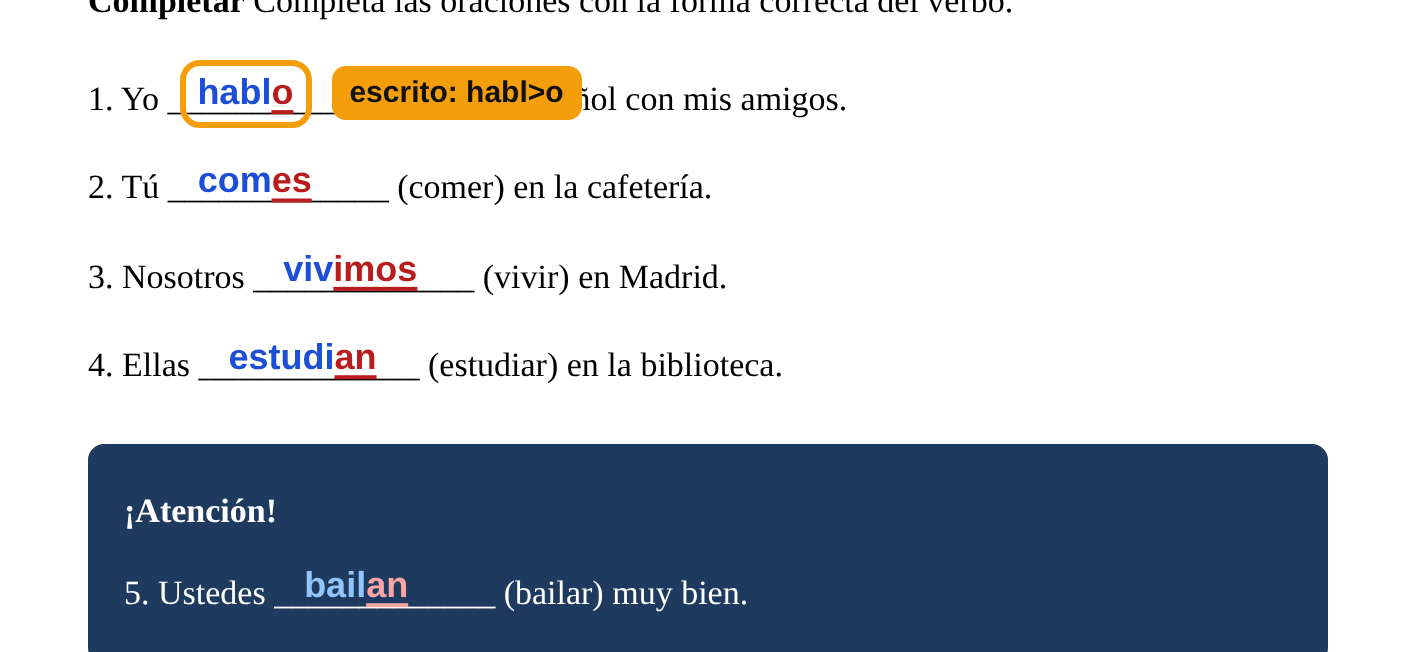 Completar Completa las oraciones con la forma correcta del verbo.
1. Yo hablo escrito: habl>o ñol con mis amigos.
2. Tú comes (comer) en la cafetería.
3. Nosotros vivimos (vivir) en Madrid.
4. Ellas estudian (estudiar) en la biblioteca.
¡Atención!
5. Ustedes bailan (bailar) muy bien.